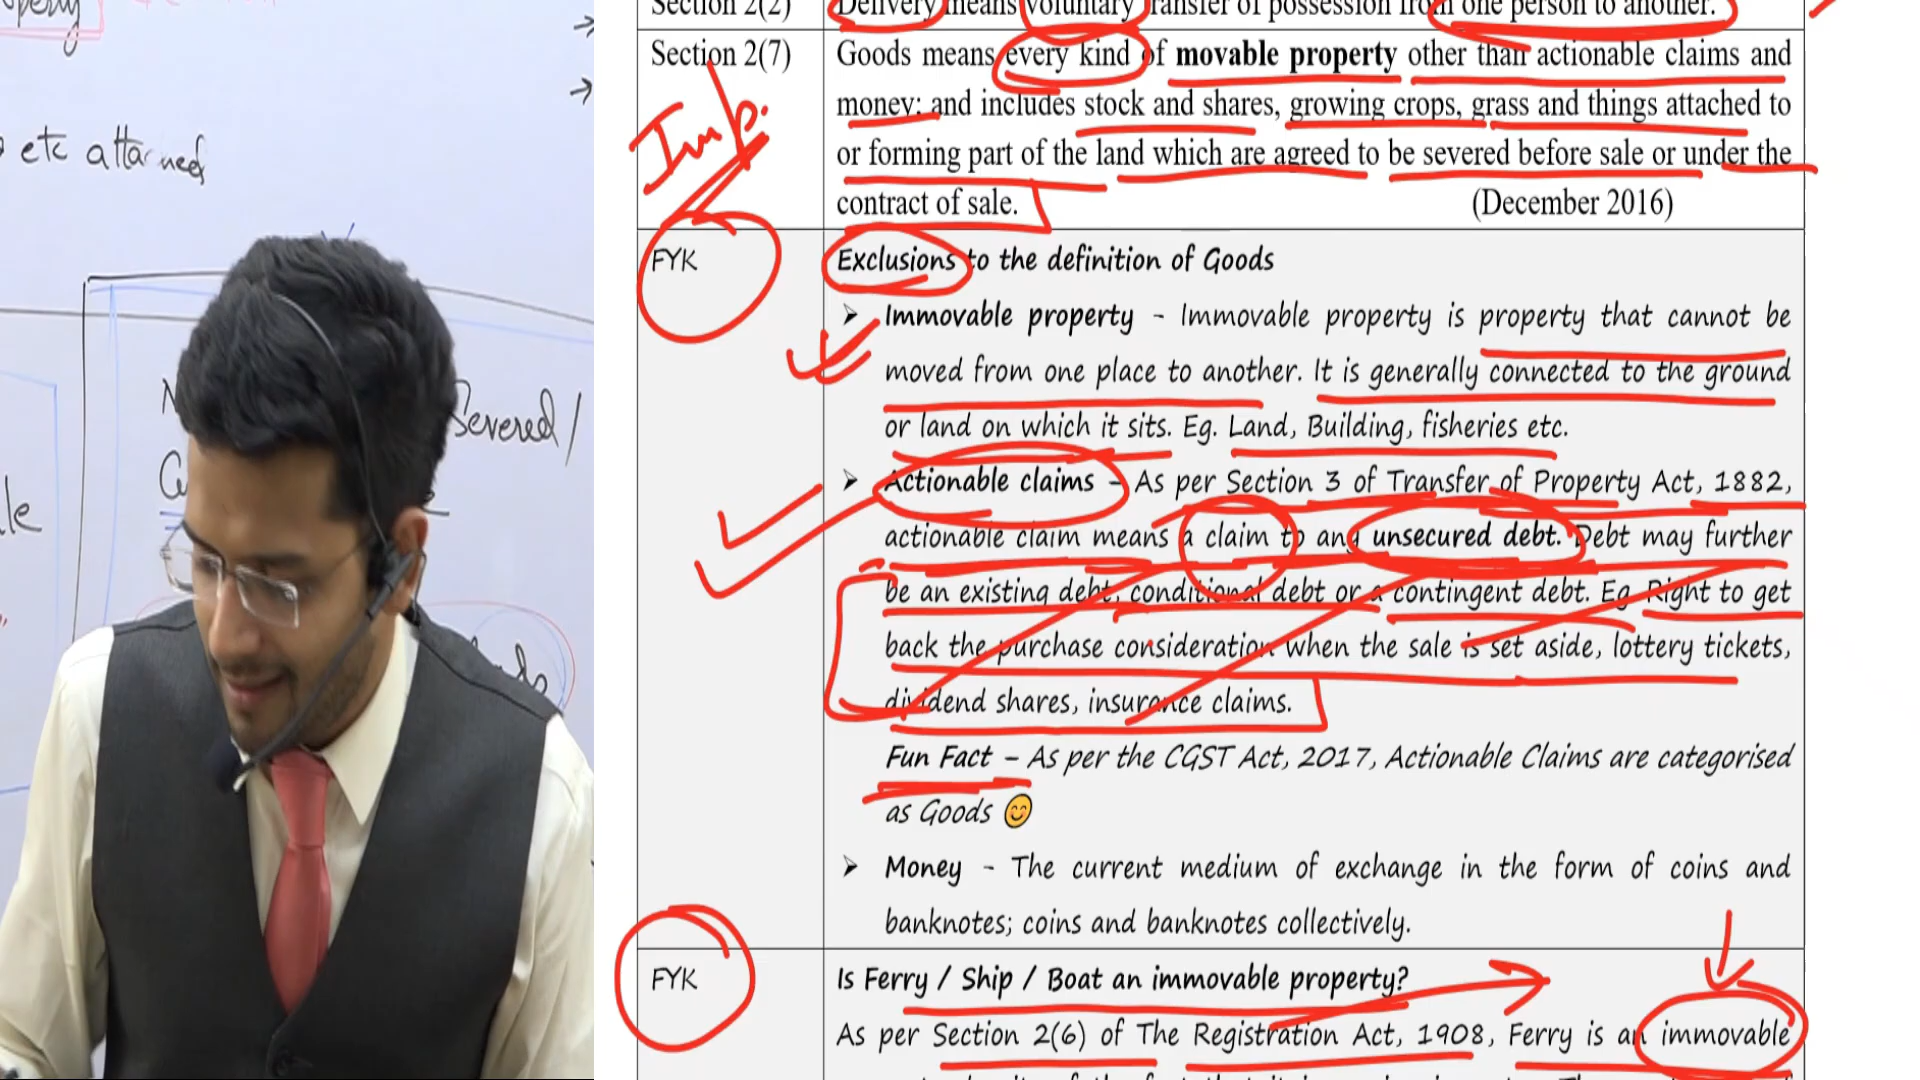 etc attached
Severed /
Imp.
Section 2(2) Delivery means voluntary transfer of possession from one person to another.
Section 2(7) Goods means every kind of movable property other than actionable claims and
money; and includes stock and shares, growing crops, grass and things attached to
or forming part of the land which are agreed to be severed before sale or under the
contract of sale. (December 2016)
FYK Exclusions to the definition of Goods
➢ Immovable property - Immovable property is property that cannot be
moved from one place to another. It is generally connected to the ground
or land on which it sits. Eg. Land, Building, fisheries etc.
➢ Actionable claims - As per Section 3 of Transfer of Property Act, 1882,
actionable claim means a claim to any unsecured debt. Debt may further
be an existing debt, conditional debt or a contingent debt. Eg. Right to get
back the purchase consideration when the sale is set aside, lottery tickets,
dividend shares, insurance claims.
Fun Fact – As per the CGST Act, 2017, Actionable Claims are categorised
as Goods 😊
➢ Money - The current medium of exchange in the form of coins and
banknotes; coins and banknotes collectively.
FYK Is Ferry / Ship / Boat an immovable property?
As per Section 2(6) of The Registration Act, 1908, Ferry is an immovable